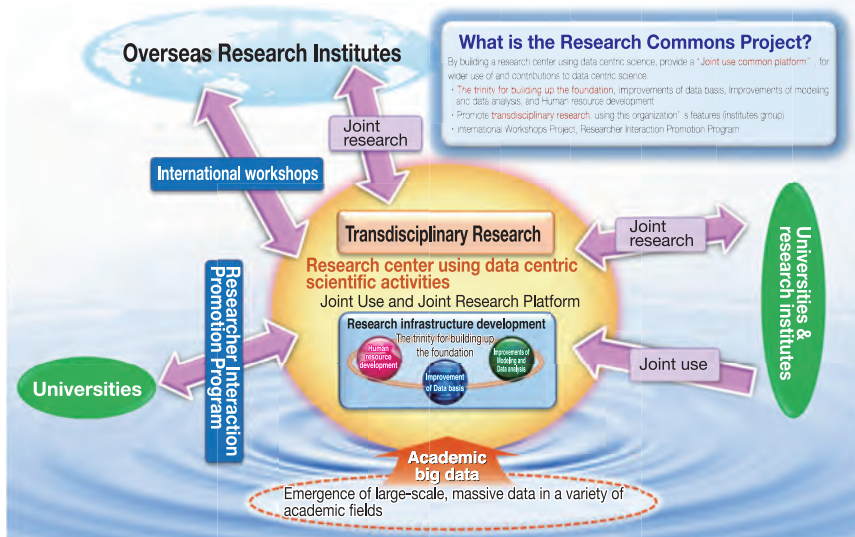 Overseas Research Institutes
What is the Research Commons Project?
By building a research center using data centric science, provide a "Joint use common platform", for
wider use of and contributions to data centric science.
・The trinity for building up the foundation, Improvements of data basis, Improvements of modeling
and data analysis, and Human resource development
・Promote transdisciplinary research, using this organization's features (institutes group)
・International Workshops Project, Researcher Interaction Promotion Program
Joint
research
International workshops
Transdisciplinary Research
Joint
research
Universities &
research institutes
Research center using data centric
scientific activities
Joint Use and Joint Research Platform
Researcher Interaction
Promotion Program
Research infrastructure development
The trinity for building up
the foundation
Human
resource
development
Improvement
of Data basis
Improvements of
Modeling and
Data analysis
Joint use
Universities
Academic
big data
Emergence of large-scale, massive data in a variety of
academic fields